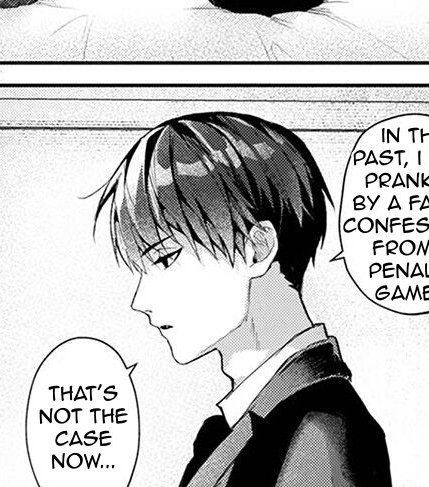 IN TH
PAST, I
PRANK
BY A FA
CONFES
FROM
PENAL
GAME
THAT'S
NOT THE
CASE
NOW...